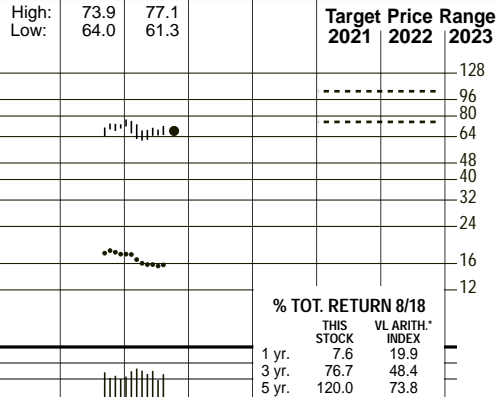 High: 73.9 77.1
Low: 64.0 61.3
Target Price Range
2021 2022 2023
128
96
80
64
48
40
32
24
16
12
% TOT. RETURN 8/18
THIS STOCK VL ARITH.* INDEX
1 yr. 7.6 19.9
3 yr. 76.7 48.4
5 yr. 120.0 73.8